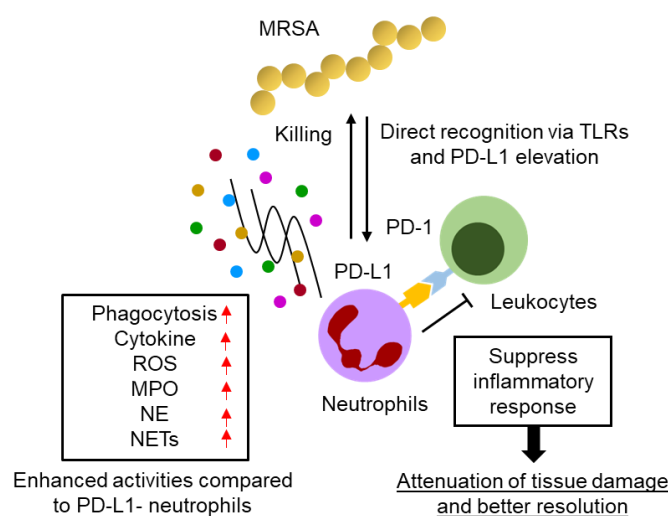 MRSA
Killing
Direct recognition via TLRs
and PD-L1 elevation
PD-1
PD-L1
Leukocytes
Neutrophils
Phagocytosis
Cytokine
ROS
MPO
NE
NETs
Enhanced activities compared
to PD-L1- neutrophils
Suppress
inflammatory
response
Attenuation of tissue damage
and better resolution